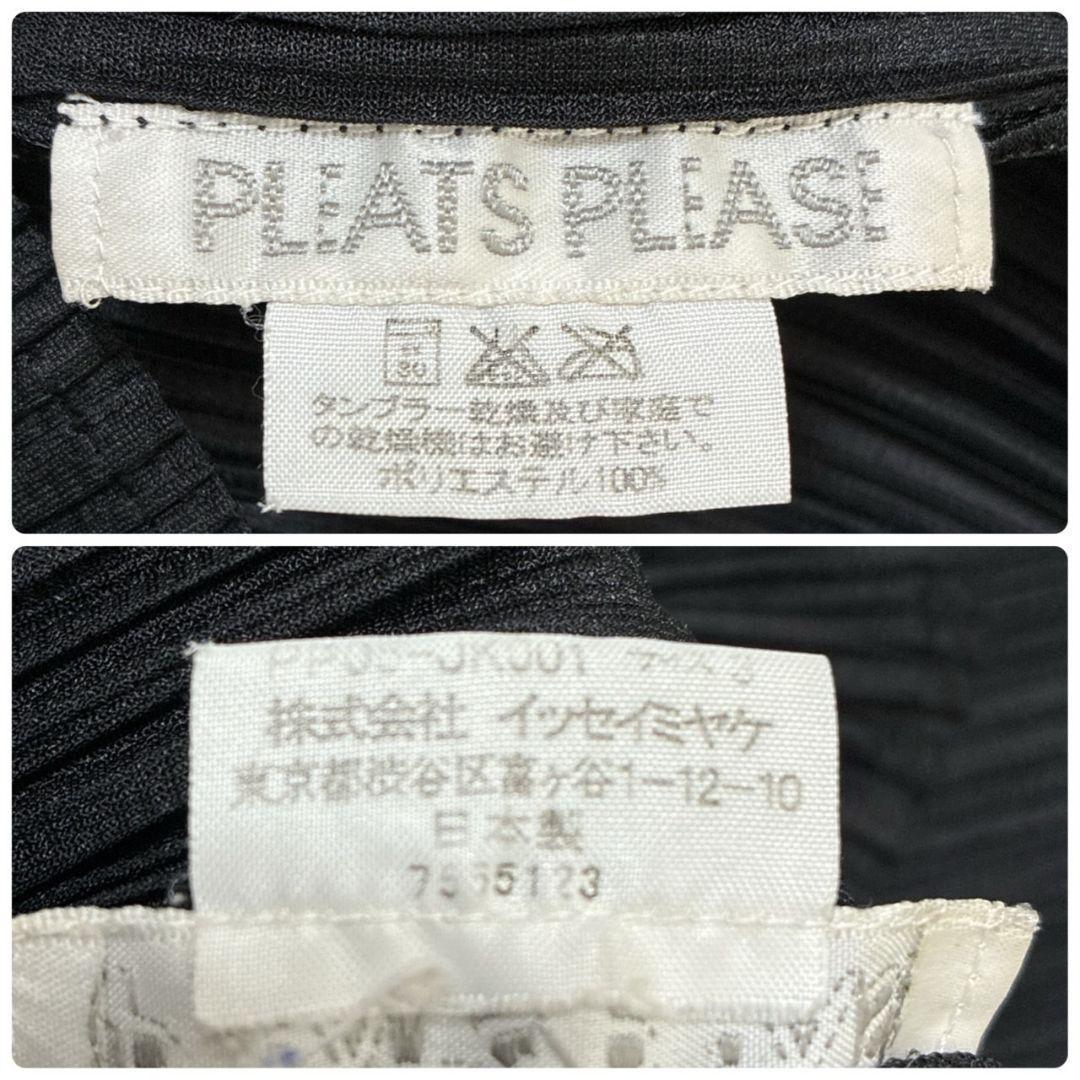 PLEATS PLEASE
30
タンブラー乾燥及び家庭で
の乾燥機はお避け下さい。
ポリエステル100%
株式会社 イッセイミヤケ
東京都渋谷区富ヶ谷1-12-10
日本製